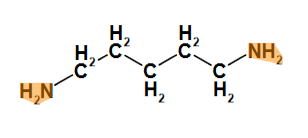 H₂ H₂
C C NH₂
C C C
H₂N H₂ H₂